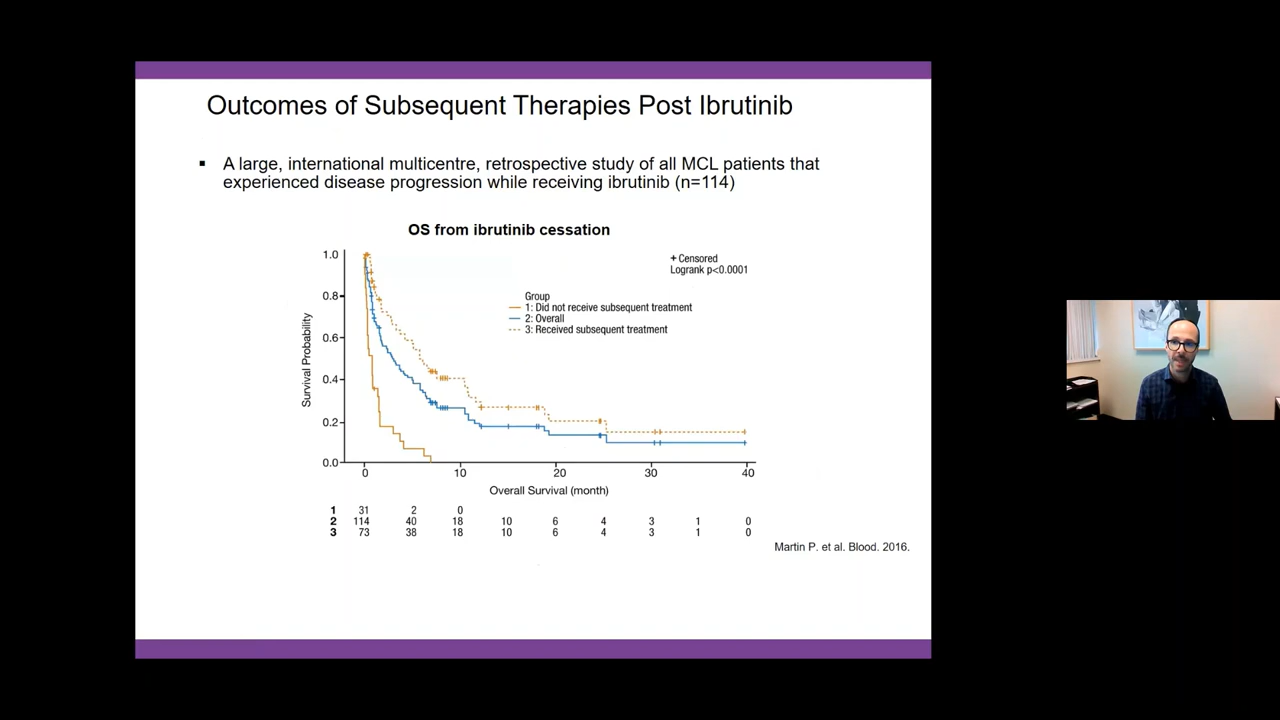 Outcomes of Subsequent Therapies Post Ibrutinib
▪ A large, international multicentre, retrospective study of all MCL patients that
experienced disease progression while receiving ibrutinib (n=114)
OS from ibrutinib cessation
+ Censored
Logrank p<0.0001
Group
1: Did not receive subsequent treatment
2: Overall
3: Received subsequent treatment
Survival Probability
1.0
0.8
0.6
0.4
0.2
0.0
0 10 20 30 40
Overall Survival (month)
1 31 2 0
2 114 40 18 10 6 4 3 1 0
3 73 38 18 10 6 4 3 1 0
Martin P. et al. Blood. 2016.